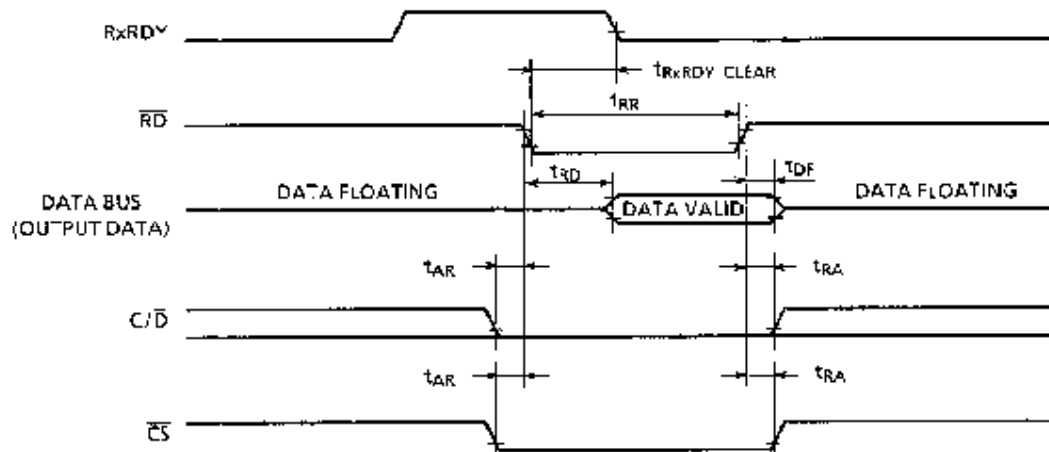 RxRDY
tRxRDY CLEAR
tRR
RD
tRD
tDF
DATA FLOATING
DATA VALID
DATA FLOATING
DATA BUS
(OUTPUT DATA)
tAR
tRA
C/D
tAR
tRA
CS